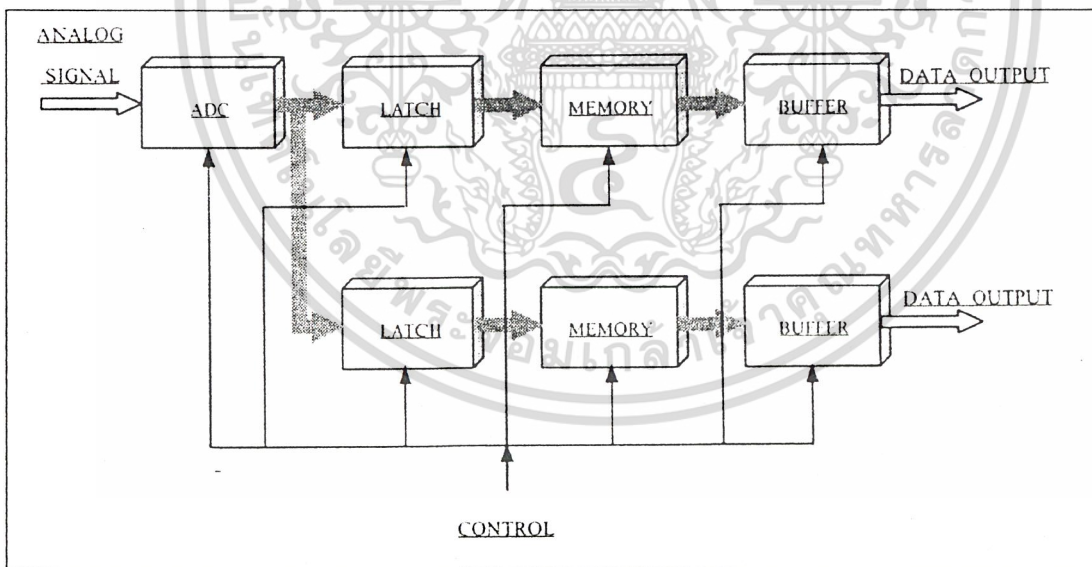 ANALOG
SIGNAL
ADC
LATCH
MEMORY
BUFFER
DATA OUTPUT
LATCH
MEMORY
BUFFER
DATA OUTPUT
CONTROL